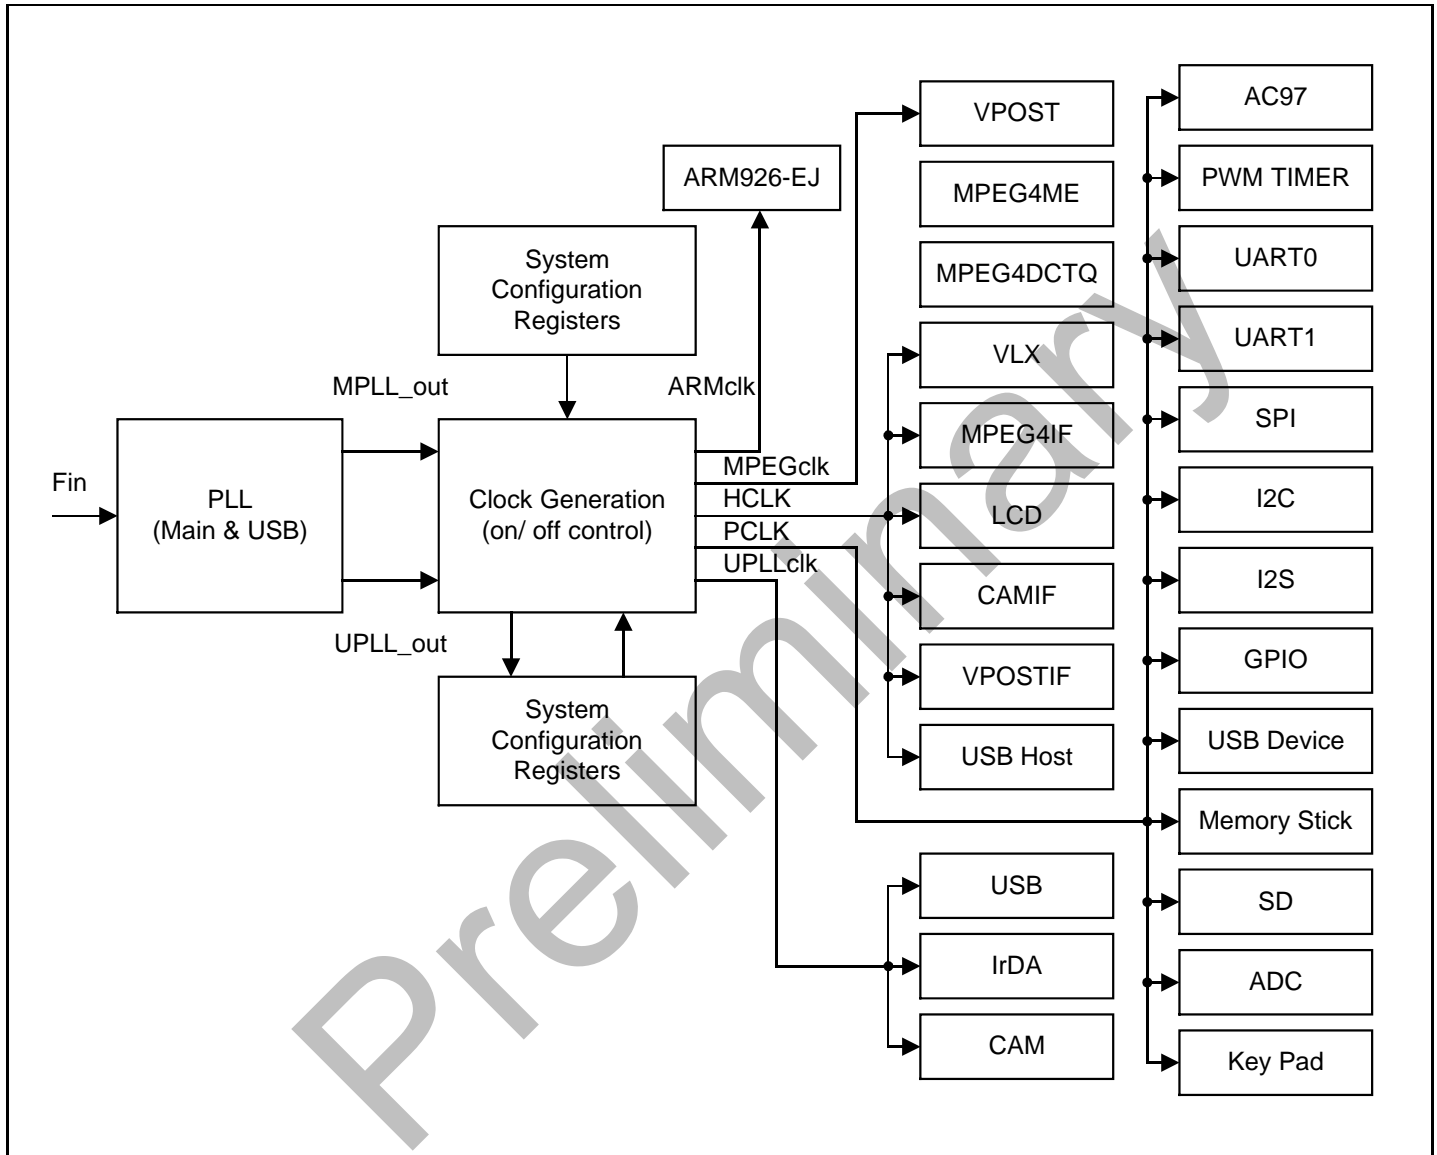 VPOST
AC97
ARM926-EJ
MPEG4ME
PWM TIMER
System
Configuration
Registers
MPEG4DCTQ
UART0
VLX
UART1
MPLL_out
ARMclk
MPEG4IF
SPI
Fin
PLL
(Main & USB)
Clock Generation
(on/ off control)
MPEGclk
HCLK
PCLK
UPLLclk
LCD
I2C
CAMIF
I2S
UPLL_out
VPOSTIF
GPIO
System
Configuration
Registers
USB Host
USB Device
Memory Stick
USB
SD
IrDA
ADC
CAM
Key Pad
Preliminary